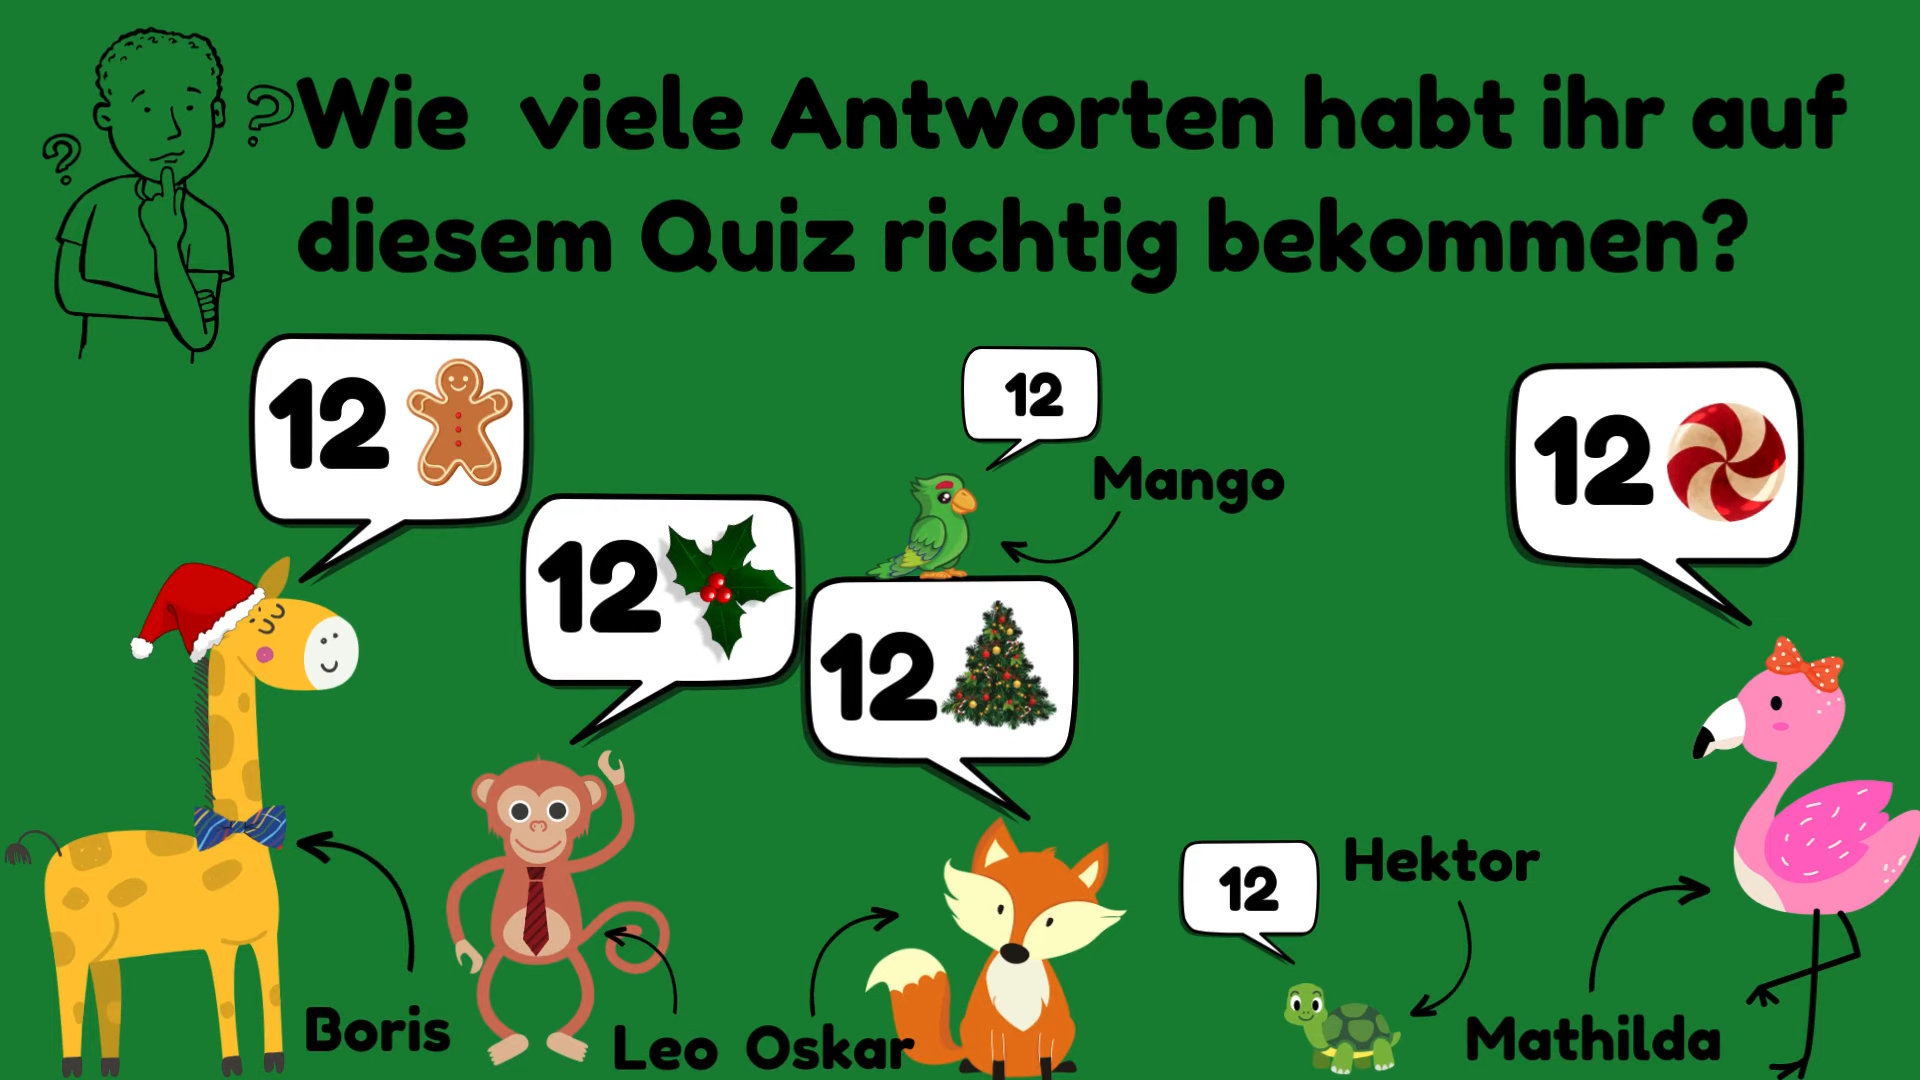 Wie viele Antworten habt ihr auf
diesem Quiz richtig bekommen?
12
12
12
12
12
12
Mango
Hektor
Boris
Leo
Oskar
Mathilda
? ?